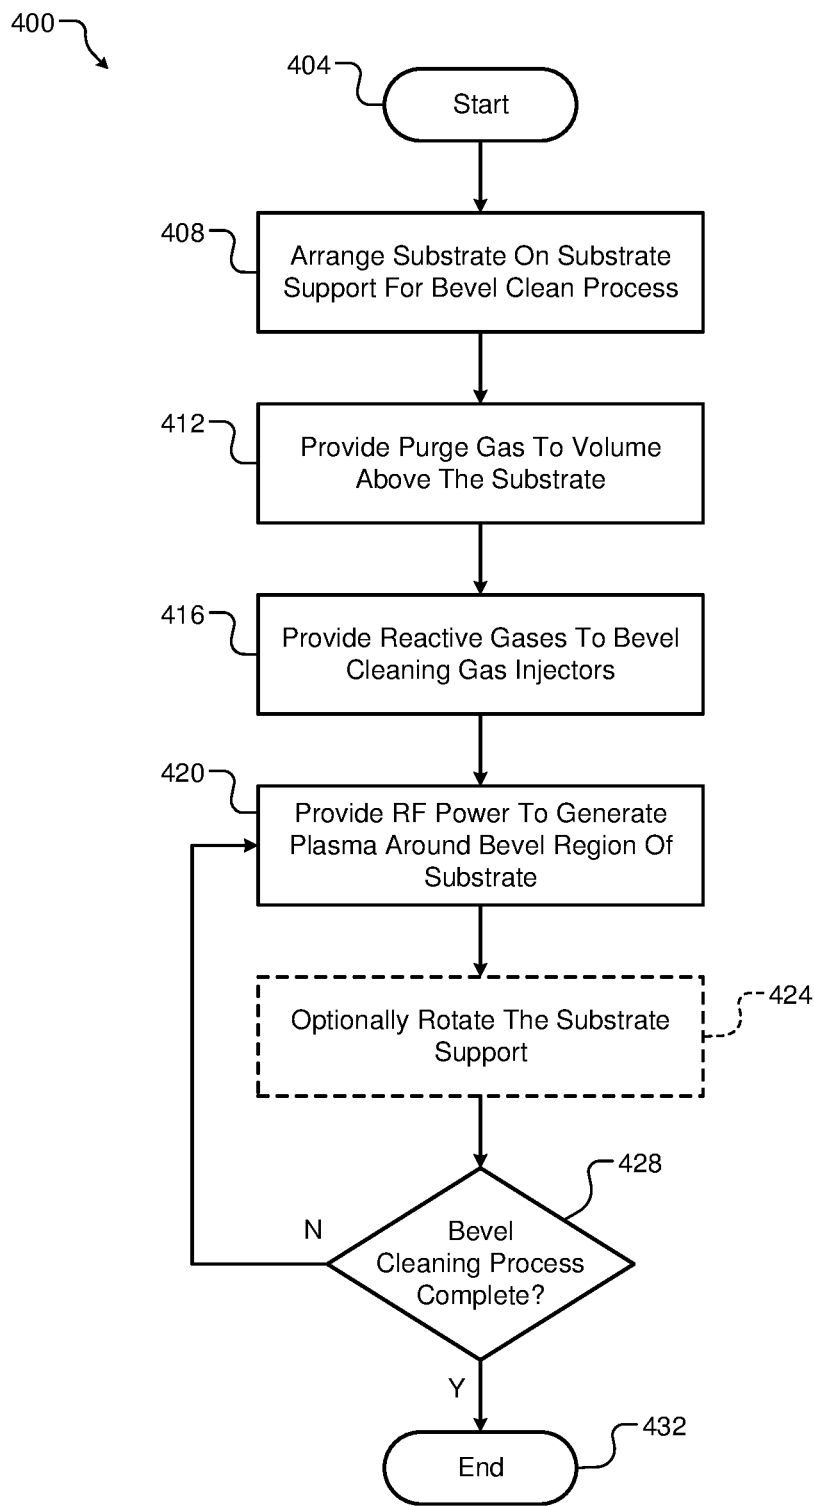 400
404
Start
408
Arrange Substrate On Substrate
Support For Bevel Clean Process
412
Provide Purge Gas To Volume
Above The Substrate
416
Provide Reactive Gases To Bevel
Cleaning Gas Injectors
420
Provide RF Power To Generate
Plasma Around Bevel Region Of
Substrate
424
Optionally Rotate The Substrate
Support
428
N
Bevel
Cleaning Process
Complete?
Y
432
End